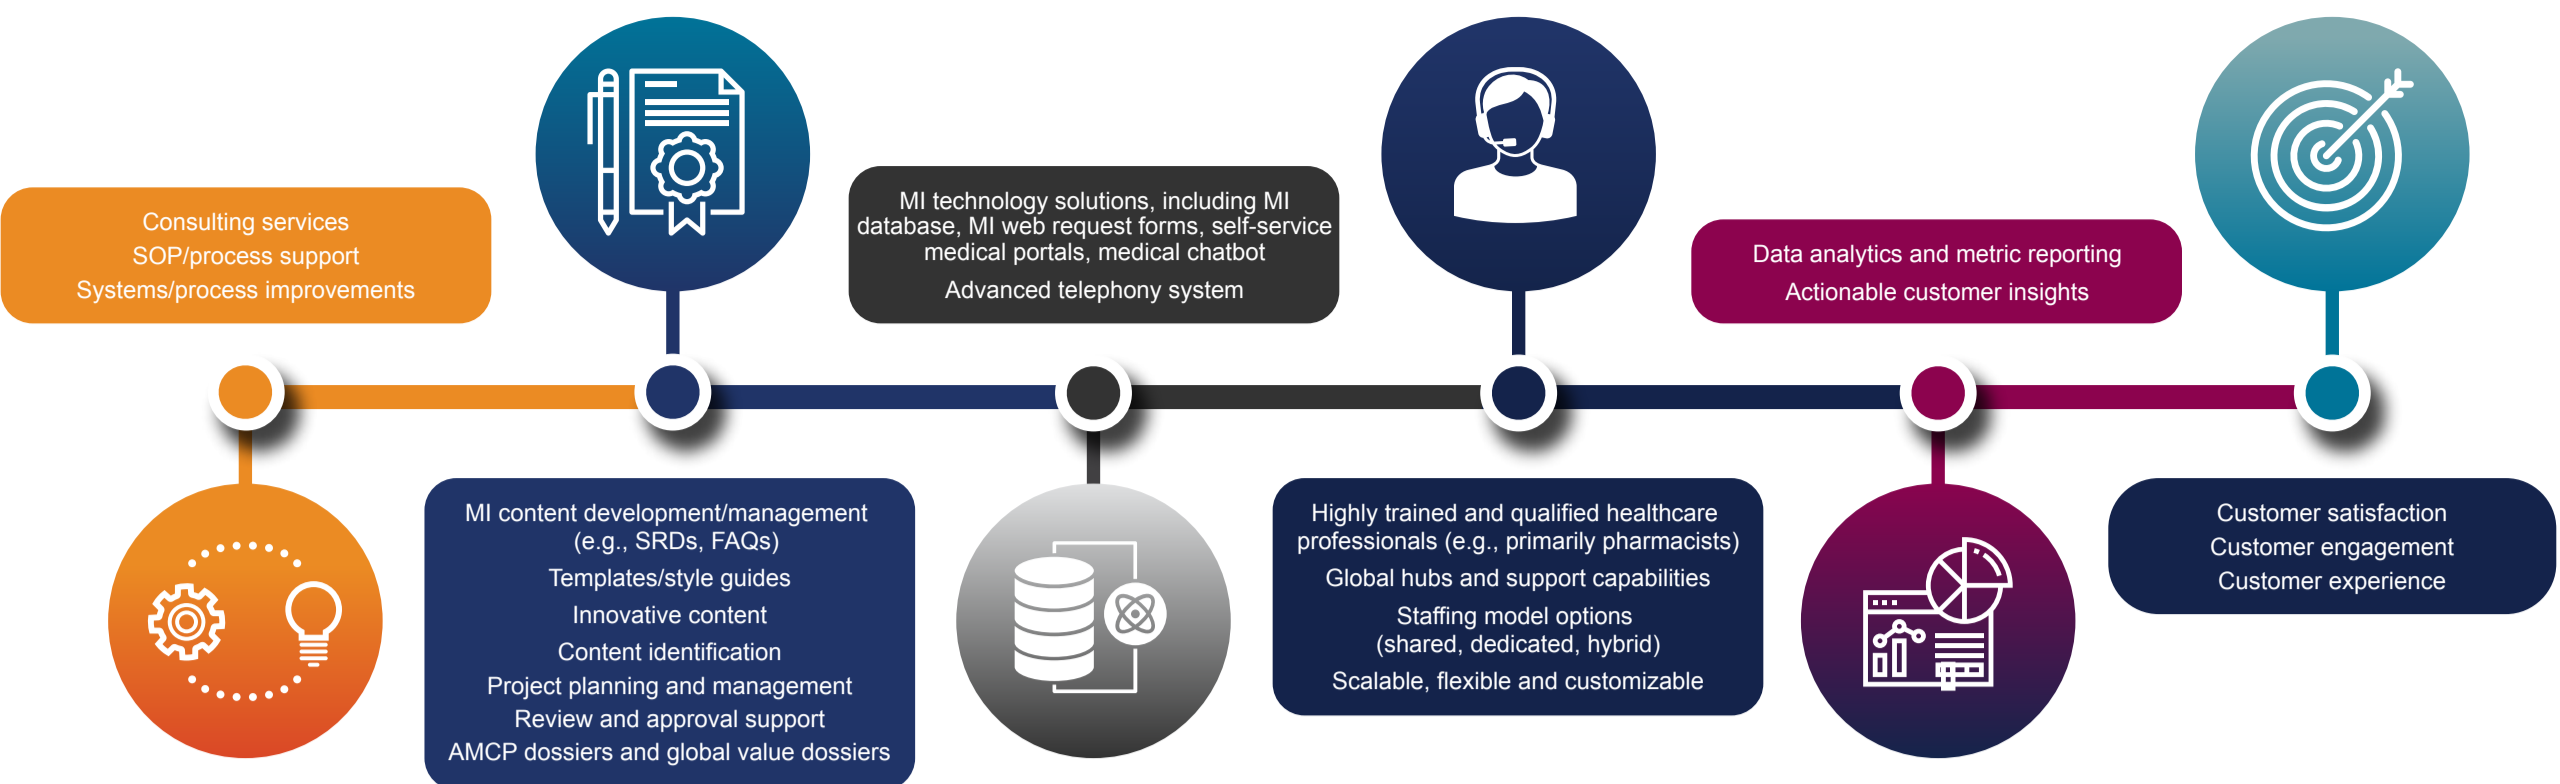 Consulting services
SOP/process support
Systems/process improvements
MI content development/management
(e.g., SRDs, FAQs)
Templates/style guides
Innovative content
Content identification
Project planning and management
Review and approval support
AMCP dossiers and global value dossiers
MI technology solutions, including MI
database, MI web request forms, self-service
medical portals, medical chatbot
Advanced telephony system
Highly trained and qualified healthcare
professionals (e.g., primarily pharmacists)
Global hubs and support capabilities
Staffing model options
(shared, dedicated, hybrid)
Scalable, flexible and customizable
Data analytics and metric reporting
Actionable customer insights
Customer satisfaction
Customer engagement
Customer experience